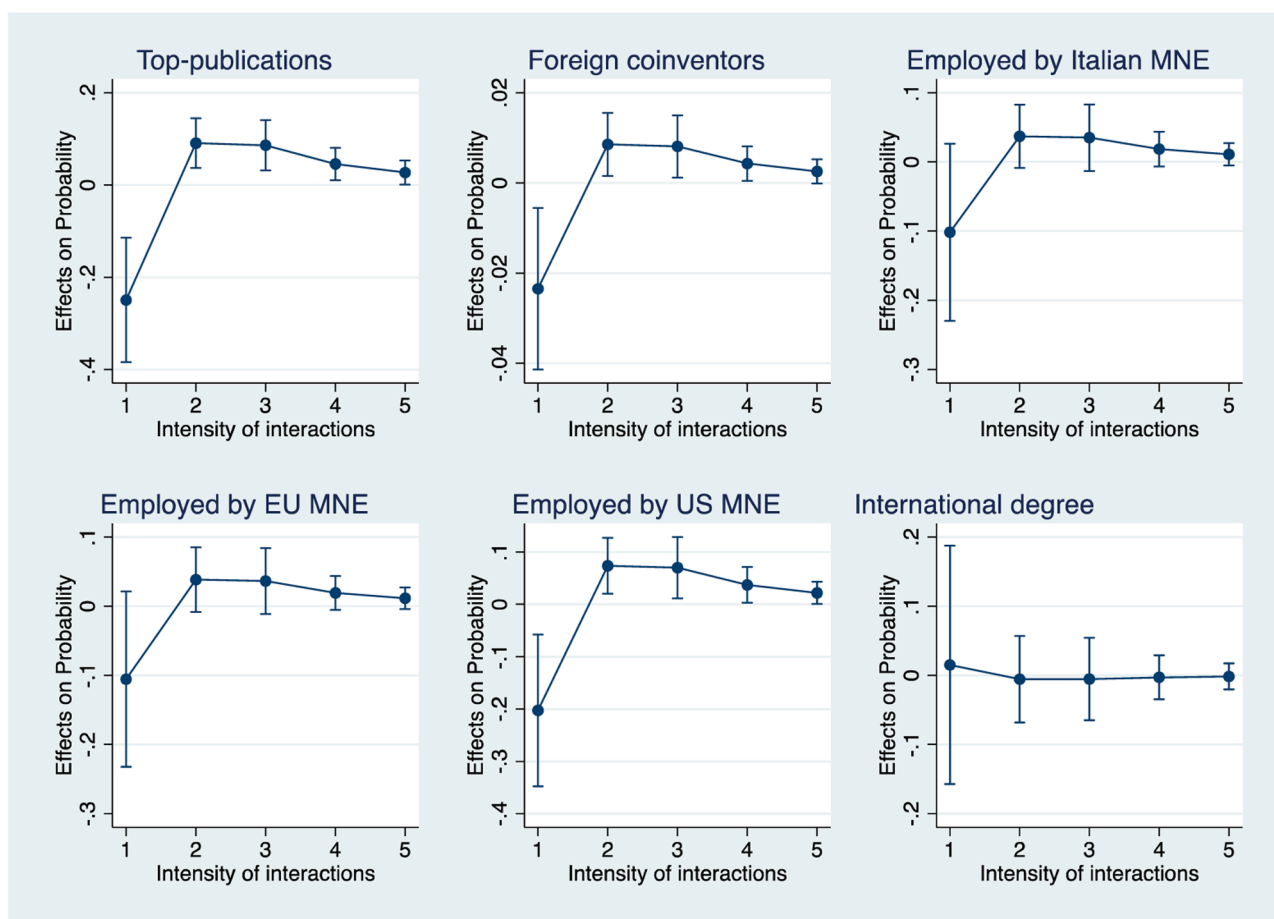 Top-publications
Effects on Probability
.2
0
-.2
-.4
1 2 3 4 5
Intensity of interactions
Foreign coinventors
Effects on Probability
.02
0
-.02
-.04
1 2 3 4 5
Intensity of interactions
Employed by Italian MNE
Effects on Probability
.1
0
-.1
-.2
-.3
1 2 3 4 5
Intensity of interactions
Employed by EU MNE
Effects on Probability
.1
0
-.1
-.2
-.3
1 2 3 4 5
Intensity of interactions
Employed by US MNE
Effects on Probability
.1
0
-.1
-.2
-.3
-.4
1 2 3 4 5
Intensity of interactions
International degree
Effects on Probability
.2
.1
0
-.1
-.2
1 2 3 4 5
Intensity of interactions